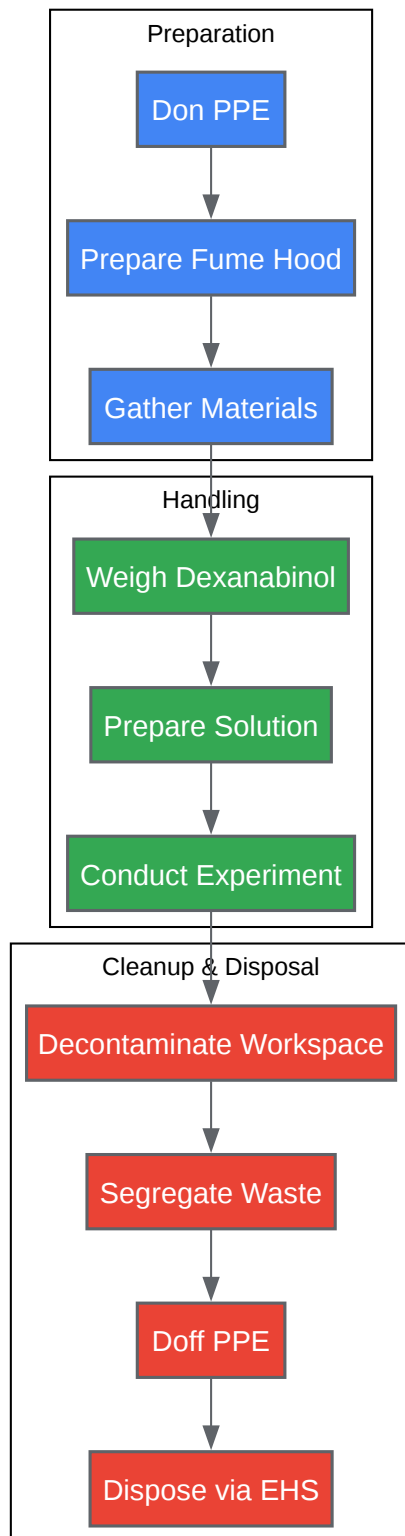 Preparation
Don PPE
Prepare Fume Hood
Gather Materials
Handling
Weigh Dexanabinol
Prepare Solution
Conduct Experiment
Cleanup & Disposal
Decontaminate Workspace
Segregate Waste
Doff PPE
Dispose via EHS